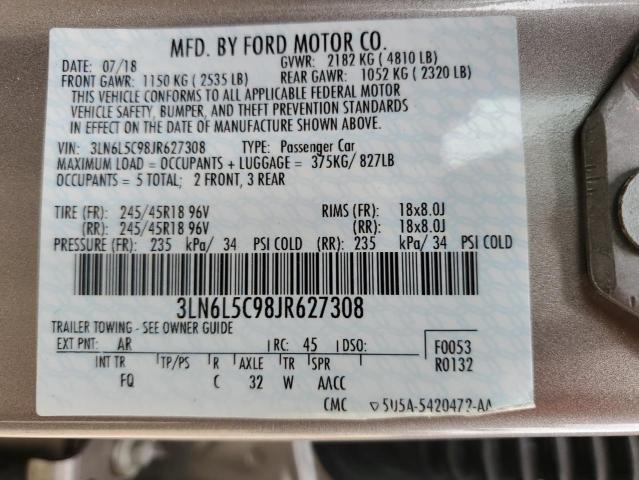 MFD. BY FORD MOTOR CO.
DATE: 07/18 GVWR: 2182 KG ( 4810 LB)
FRONT GAWR: 1150 KG ( 2535 LB) REAR GAWR: 1052 KG ( 2320 LB)
THIS VEHICLE CONFORMS TO ALL APPLICABLE FEDERAL MOTOR
VEHICLE SAFETY, BUMPER, AND THEFT PREVENTION STANDARDS
IN EFFECT ON THE DATE OF MANUFACTURE SHOWN ABOVE.
VIN: 3LN6L5C98JR627308 TYPE: Passenger Car
MAXIMUM LOAD = OCCUPANTS + LUGGAGE = 375KG/ 827LB
OCCUPANTS = 5 TOTAL; 2 FRONT, 3 REAR
TIRE (FR): 245/45R18 96V RIMS (FR): 18x8.0J
(RR): 245/45R18 96V (RR): 18x8.0J
PRESSURE (FR): 235 kPa/ 34 PSI COLD (RR): 235 kPa/ 34 PSI COLD
3LN6L5C98JR627308
TRAILER TOWING - SEE OWNER GUIDE
EXT PNT: AR RC: 45 DSO: F0053
R0132
INT TR TP/PS R AXLE TR SPR
FQ C 32 W AACC
CMC 5U5A-5420472-AA